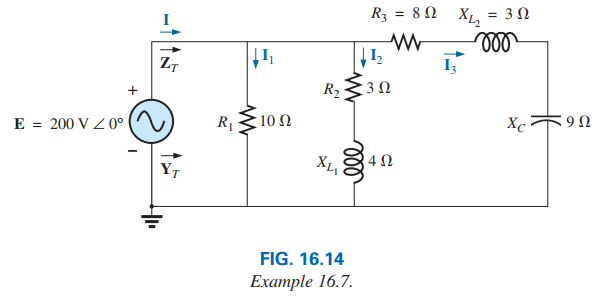 I
R3 = 8 Ω
XL2 = 3 Ω
ZT
I1
I2
I3
+
E = 200 V ∠ 0°
R1
10 Ω
R2
3 Ω
XC
9 Ω
–
YT
XL1
4 Ω
FIG. 16.14
Example 16.7.